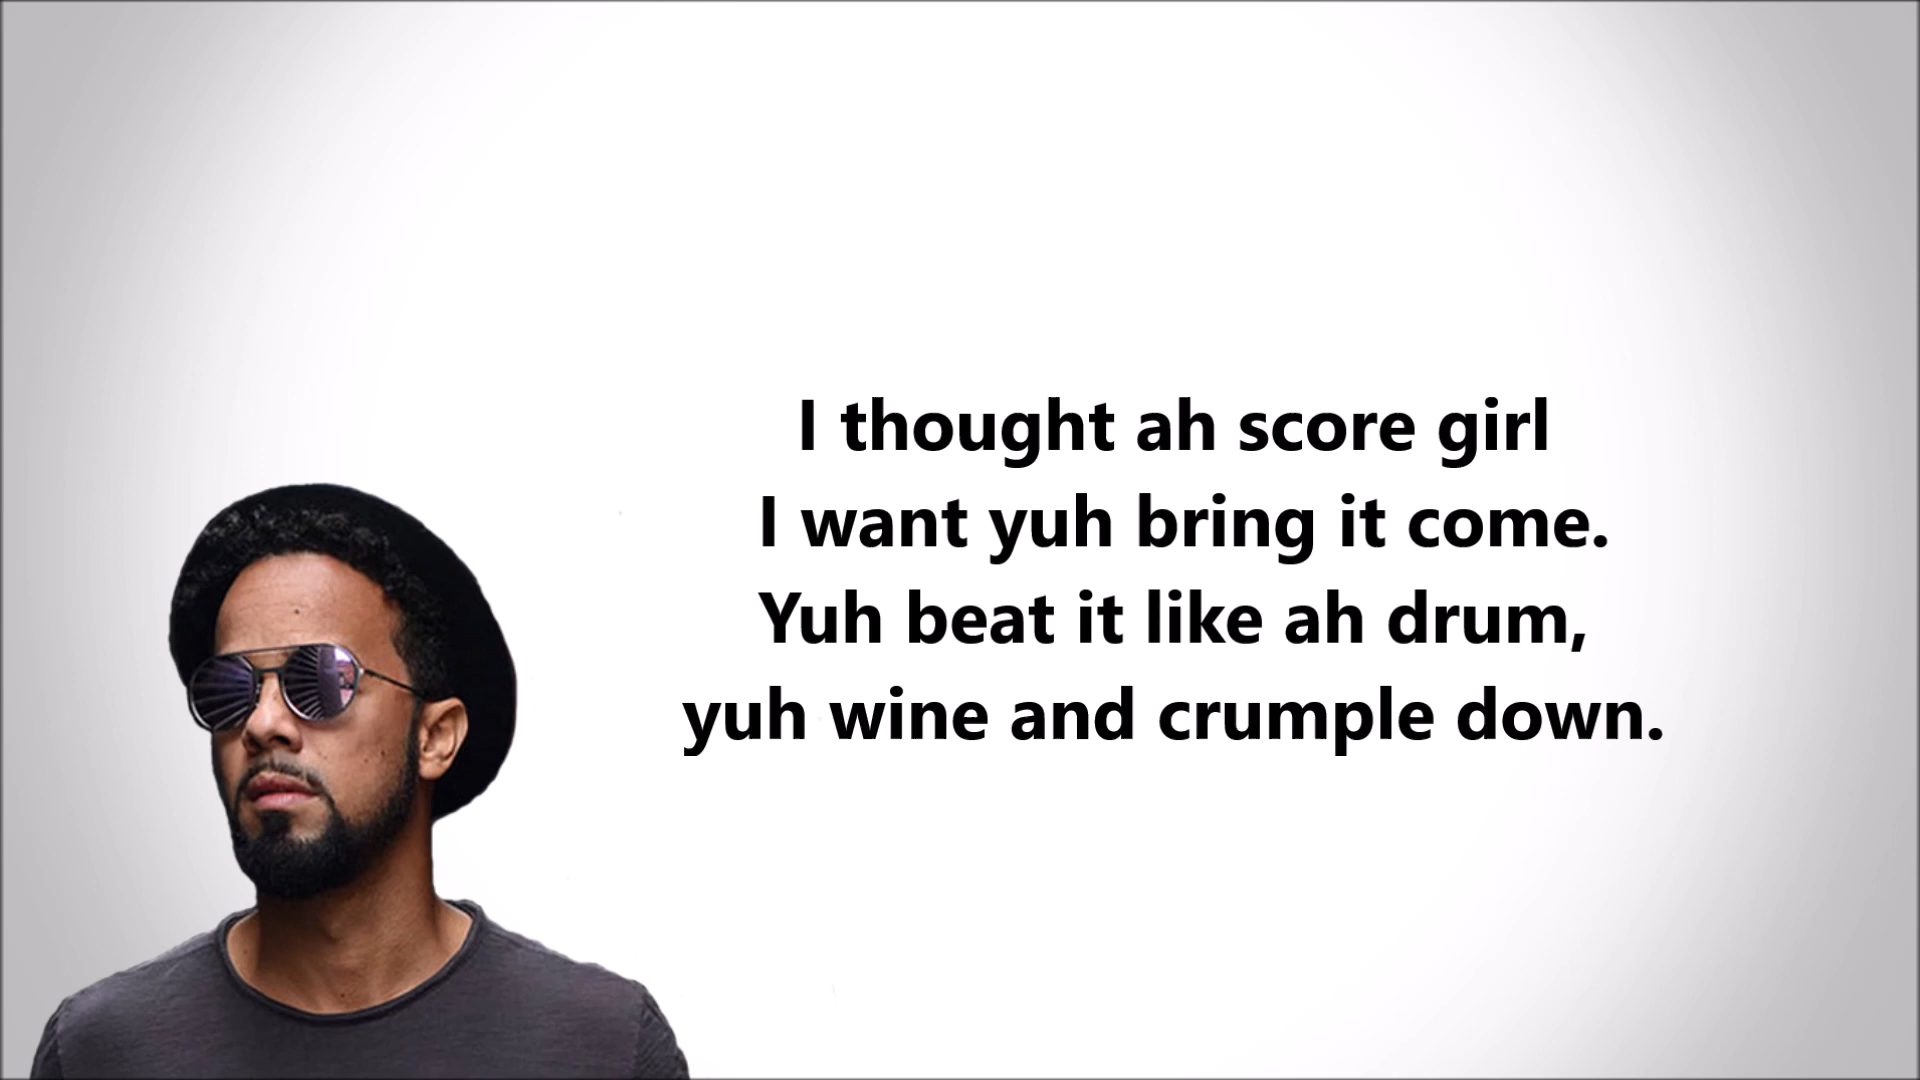 I thought ah score girl
I want yuh bring it come.
Yuh beat it like ah drum,
yuh wine and crumple down.